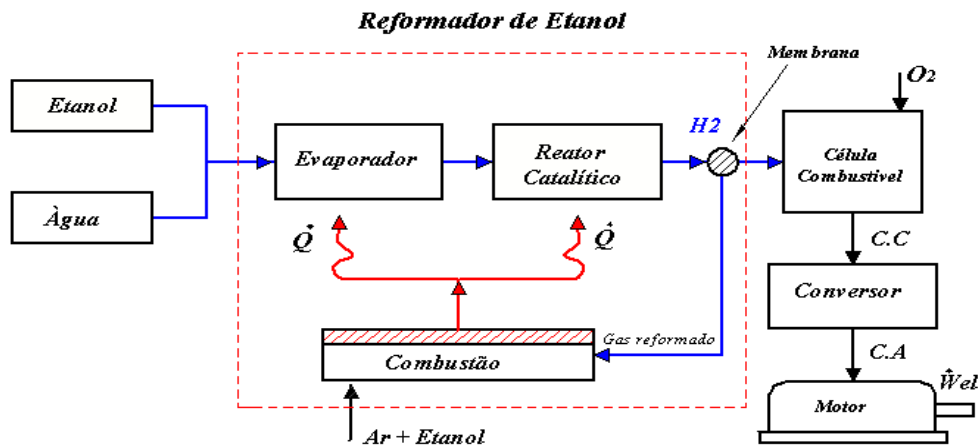 Reformador de Etanol
Membrana
O2
Etanol
H2
Evaporador
Reator
Catalítico
Célula
Combustivel
Àgua
Q̇
Q̇
C.C
Conversor
Gas reformado
Combustão
C.A
Ẇel
Motor
Ar + Etanol